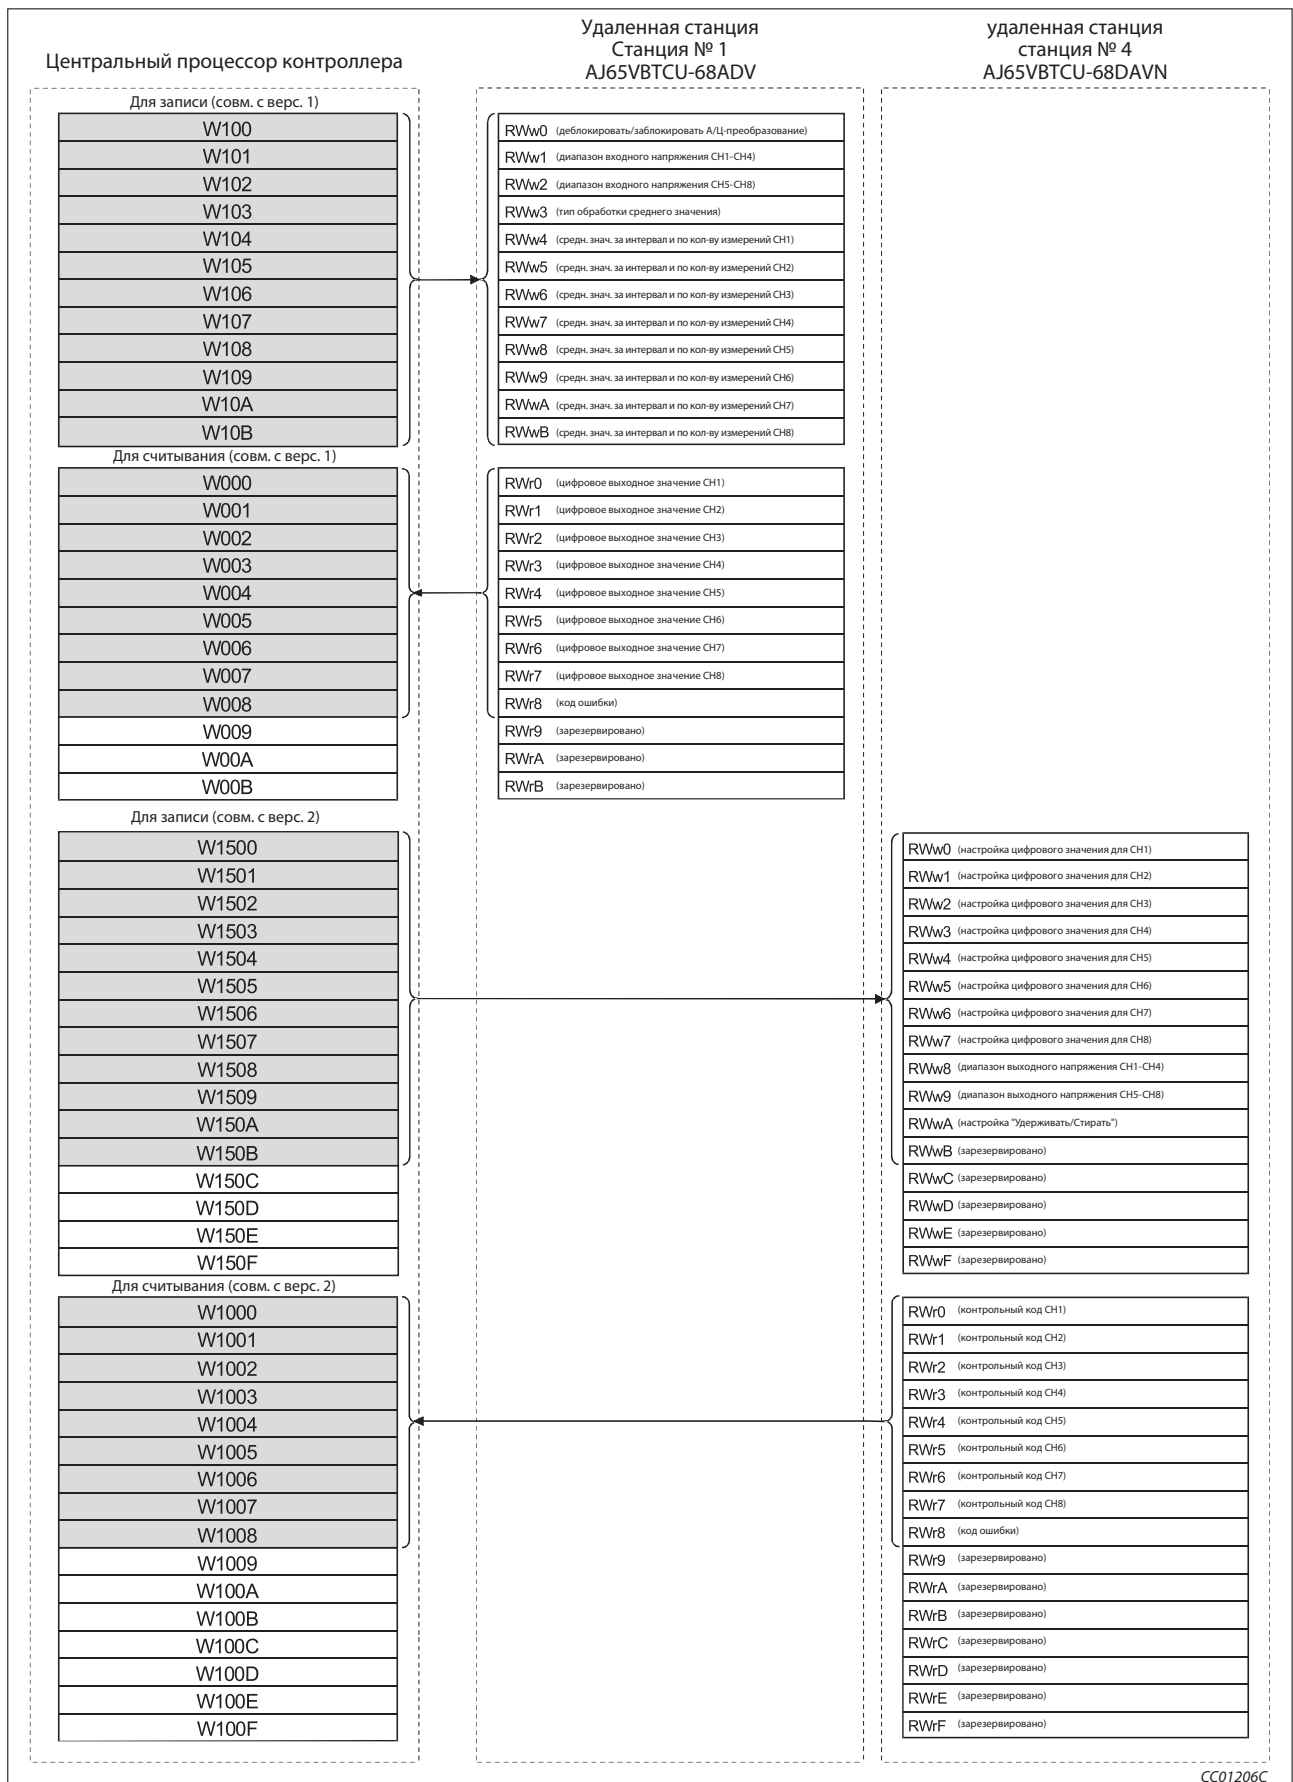 Центральный процессор контроллера
Удаленная станция
Станция № 1
AJ65VBTCU-68ADV
удаленная станция
станция № 4
AJ65VBTCU-68DAVN
Для записи (совм. с верс. 1)
W100
W101
W102
W103
W104
W105
W106
W107
W108
W109
W10A
W10B
RWw0 (деблокировать/заблокировать А/Ц-преобразование)
RWw1 (диапазон входного напряжения CH1-CH4)
RWw2 (диапазон входного напряжения CH5-CH8)
RWw3 (тип обработки среднего значения)
RWw4 (средн. знач. за интервал и по кол-ву измерений CH1)
RWw5 (средн. знач. за интервал и по кол-ву измерений CH2)
RWw6 (средн. знач. за интервал и по кол-ву измерений CH3)
RWw7 (средн. знач. за интервал и по кол-ву измерений CH4)
RWw8 (средн. знач. за интервал и по кол-ву измерений CH5)
RWw9 (средн. знач. за интервал и по кол-ву измерений CH6)
RWwA (средн. знач. за интервал и по кол-ву измерений CH7)
RWwB (средн. знач. за интервал и по кол-ву измерений CH8)
Для считывания (совм. с верс. 1)
W000
W001
W002
W003
W004
W005
W006
W007
W008
W009
W00A
W00B
RWr0 (цифровое выходное значение CH1)
RWr1 (цифровое выходное значение CH2)
RWr2 (цифровое выходное значение CH3)
RWr3 (цифровое выходное значение CH4)
RWr4 (цифровое выходное значение CH5)
RWr5 (цифровое выходное значение CH6)
RWr6 (цифровое выходное значение CH7)
RWr7 (цифровое выходное значение CH8)
RWr8 (код ошибки)
RWr9 (зарезервировано)
RWrA (зарезервировано)
RWrB (зарезервировано)
Для записи (совм. с верс. 2)
W1500
W1501
W1502
W1503
W1504
W1505
W1506
W1507
W1508
W1509
W150A
W150B
W150C
W150D
W150E
W150F
RWw0 (настройка цифрового значения для CH1)
RWw1 (настройка цифрового значения для CH2)
RWw2 (настройка цифрового значения для CH3)
RWw3 (настройка цифрового значения для CH4)
RWw4 (настройка цифрового значения для CH5)
RWw5 (настройка цифрового значения для CH6)
RWw6 (настройка цифрового значения для CH7)
RWw7 (настройка цифрового значения для CH8)
RWw8 (диапазон выходного напряжения CH1-CH4)
RWw9 (диапазон выходного напряжения CH5-CH8)
RWwA (настройка "Удерживать/Стирать")
RWwB (зарезервировано)
RWwC (зарезервировано)
RWwD (зарезервировано)
RWwE (зарезервировано)
RWwF (зарезервировано)
Для считывания (совм. с верс. 2)
W1000
W1001
W1002
W1003
W1004
W1005
W1006
W1007
W1008
W1009
W100A
W100B
W100C
W100D
W100E
W100F
RWr0 (контрольный код CH1)
RWr1 (контрольный код CH2)
RWr2 (контрольный код CH3)
RWr3 (контрольный код CH4)
RWr4 (контрольный код CH5)
RWr5 (контрольный код CH6)
RWr6 (контрольный код CH7)
RWr7 (контрольный код CH8)
RWr8 (код ошибки)
RWr9 (зарезервировано)
RWrA (зарезервировано)
RWrB (зарезервировано)
RWrC (зарезервировано)
RWrD (зарезервировано)
RWrE (зарезервировано)
RWrF (зарезервировано)
CC01206C